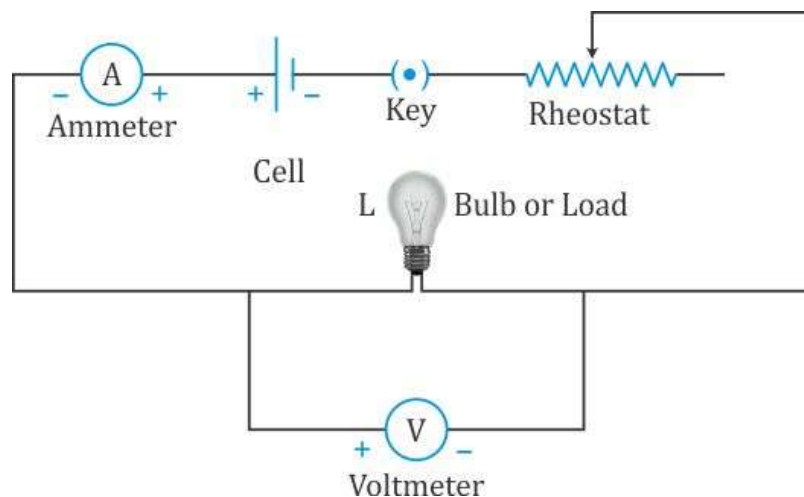 A
- +
Ammeter
+ -
Cell
(•)
Key
Rheostat
L
Bulb or Load
+ V -
Voltmeter